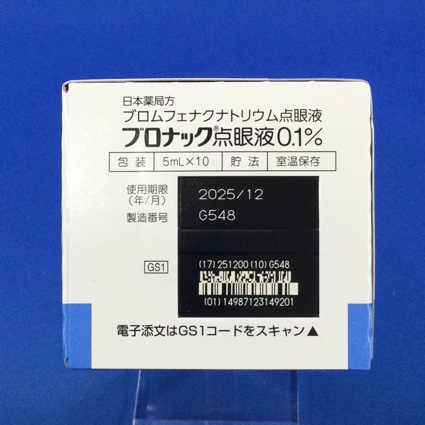 日本薬局方
ブロムフェナクナトリウム点眼液
ブロナック®点眼液0.1%
包装 5mL×10 貯法 室温保存
使用期限 2025/12
(年/月)
製造番号 G548
(17) 251200 (10) G548
GS1
(01) 14987123149201
電子添文はGS1コードをスキャン▲